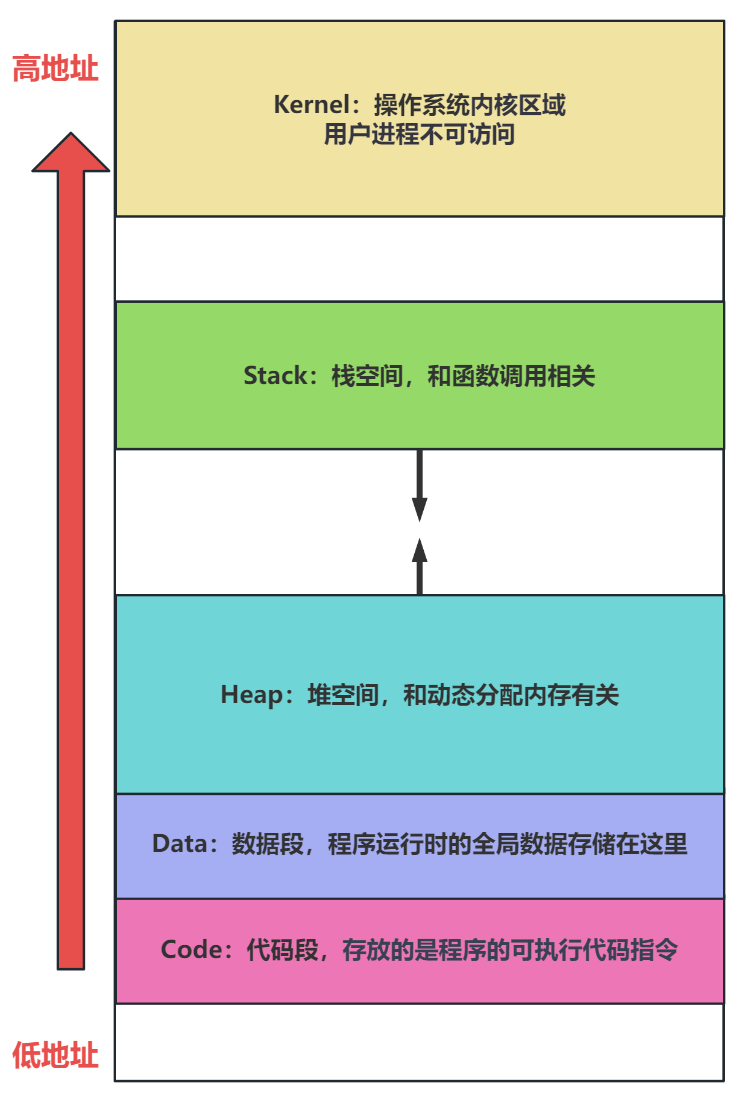 高地址
Kernel：操作系统内核区域
用户进程不可访问
Stack：栈空间，和函数调用相关
Heap：堆空间，和动态分配内存有关
Data：数据段，程序运行时的全局数据存储在这里
Code：代码段，存放的是程序的可执行代码指令
低地址